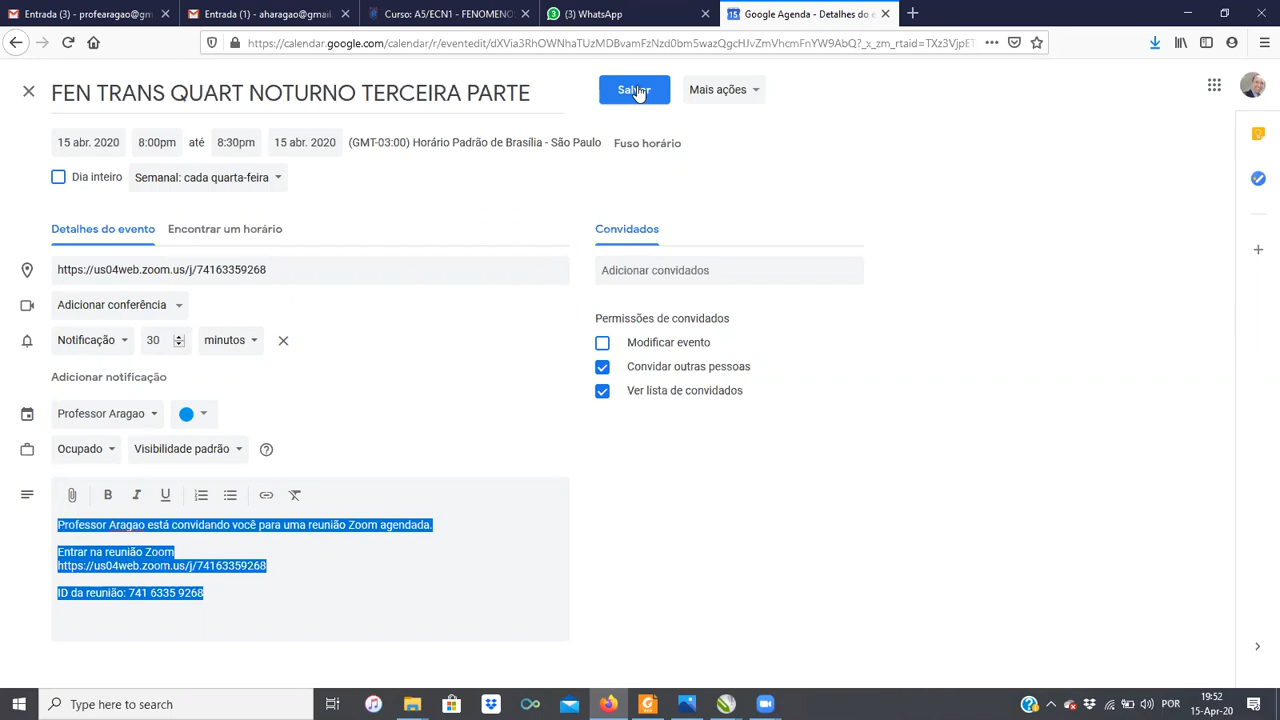 Entrada (3) - profearagao@gmail.
Entrada (1) - aharagao@gmail.
Curso: A5/ECN1 - FENOMENO
3 (3) WhatsApp
15 Google Agenda - Detalhes do e
https://calendar.google.com/calendar/r/eventedit/
FEN TRANS QUART NOTURNO TERCEIRA PARTE
Mais ações
15 abr. 2020 8:00pm até 8:30pm 15 abr. 2020 (GMT-03:00) Horário Padrão de Brasília - São Paulo Fuso horário
Dia inteiro Semanal: cada quarta-feira
Detalhes do evento Encontrar um horário Convidados
https://us04web.zoom.us/j/74163359268 Adicionar convidados
Adicionar conferência
Permissões de convidados
Notificação 30 minutos Modificar evento
Convidar outras pessoas
Adicionar notificação
Ver lista de convidados
Professor Aragao
Ocupado Visibilidade padrão ?
B I U
Professor Aragao está convidando você para uma reunião Zoom agendada.
Entrar na reunião Zoom
https://us04web.zoom.us/j/74163359268
ID da reunião: 741 6335 9268
Type here to search
POR
19:52
15-Apr-20